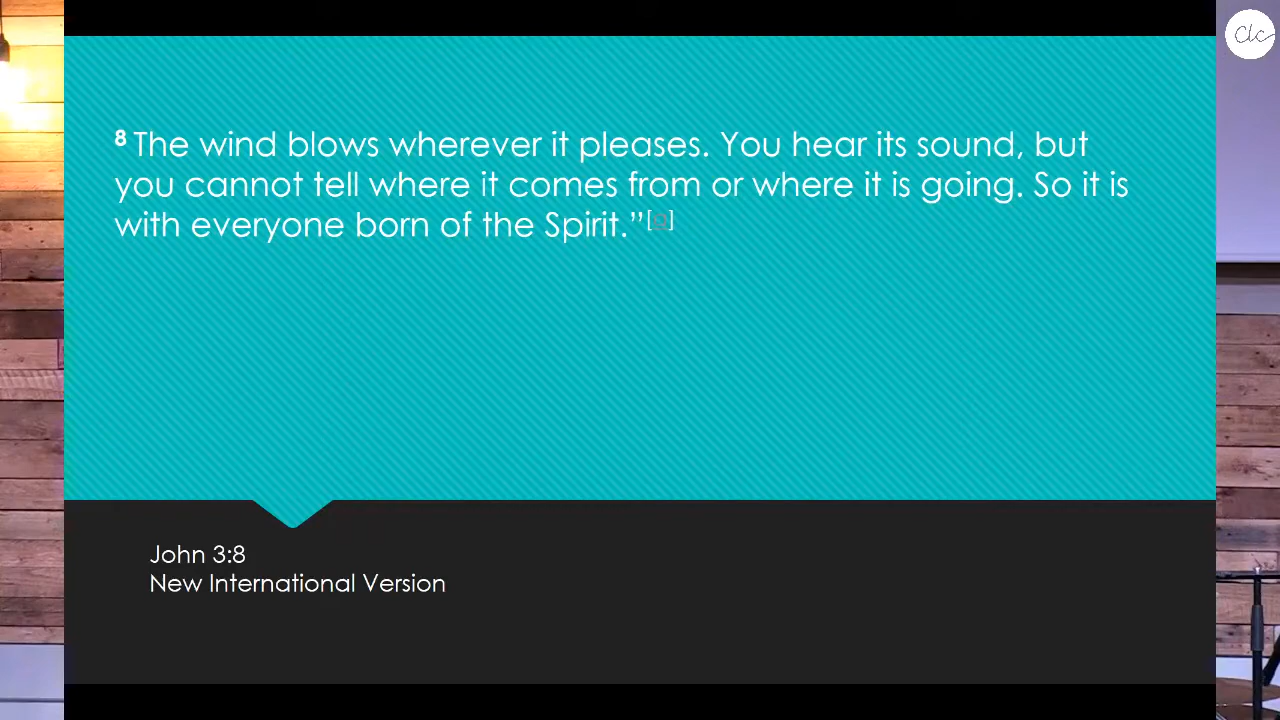 clc
8 The wind blows wherever it pleases. You hear its sound, but
you cannot tell where it comes from or where it is going. So it is
with everyone born of the Spirit.”[a]
John 3:8
New International Version